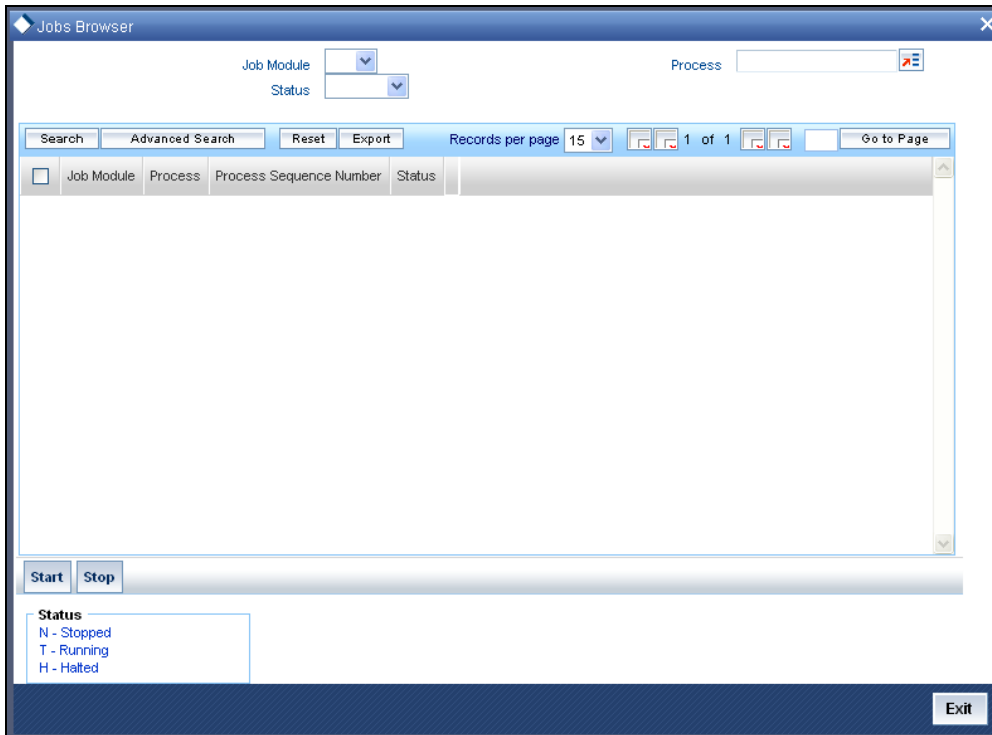 Jobs Browser
Job Module
Process
Status
Search Advanced Search Reset Export Records per page 15 1 of 1 Go to Page
Job Module Process Process Sequence Number Status
Start Stop
Status
N - Stopped
T - Running
H - Halted
Exit